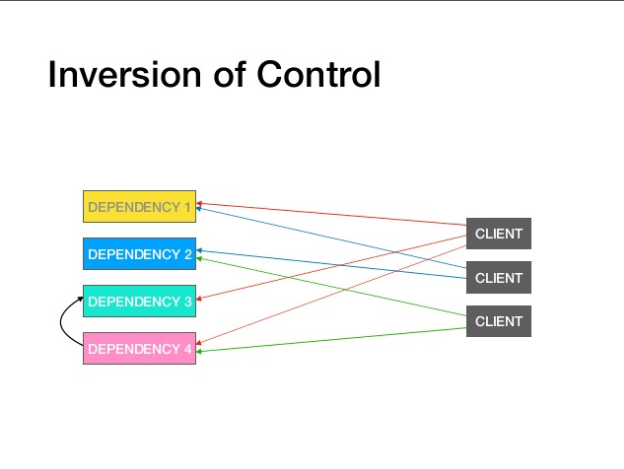 Inversion of Control
DEPENDENCY 1
DEPENDENCY 2
DEPENDENCY 3
DEPENDENCY 4
CLIENT
CLIENT
CLIENT